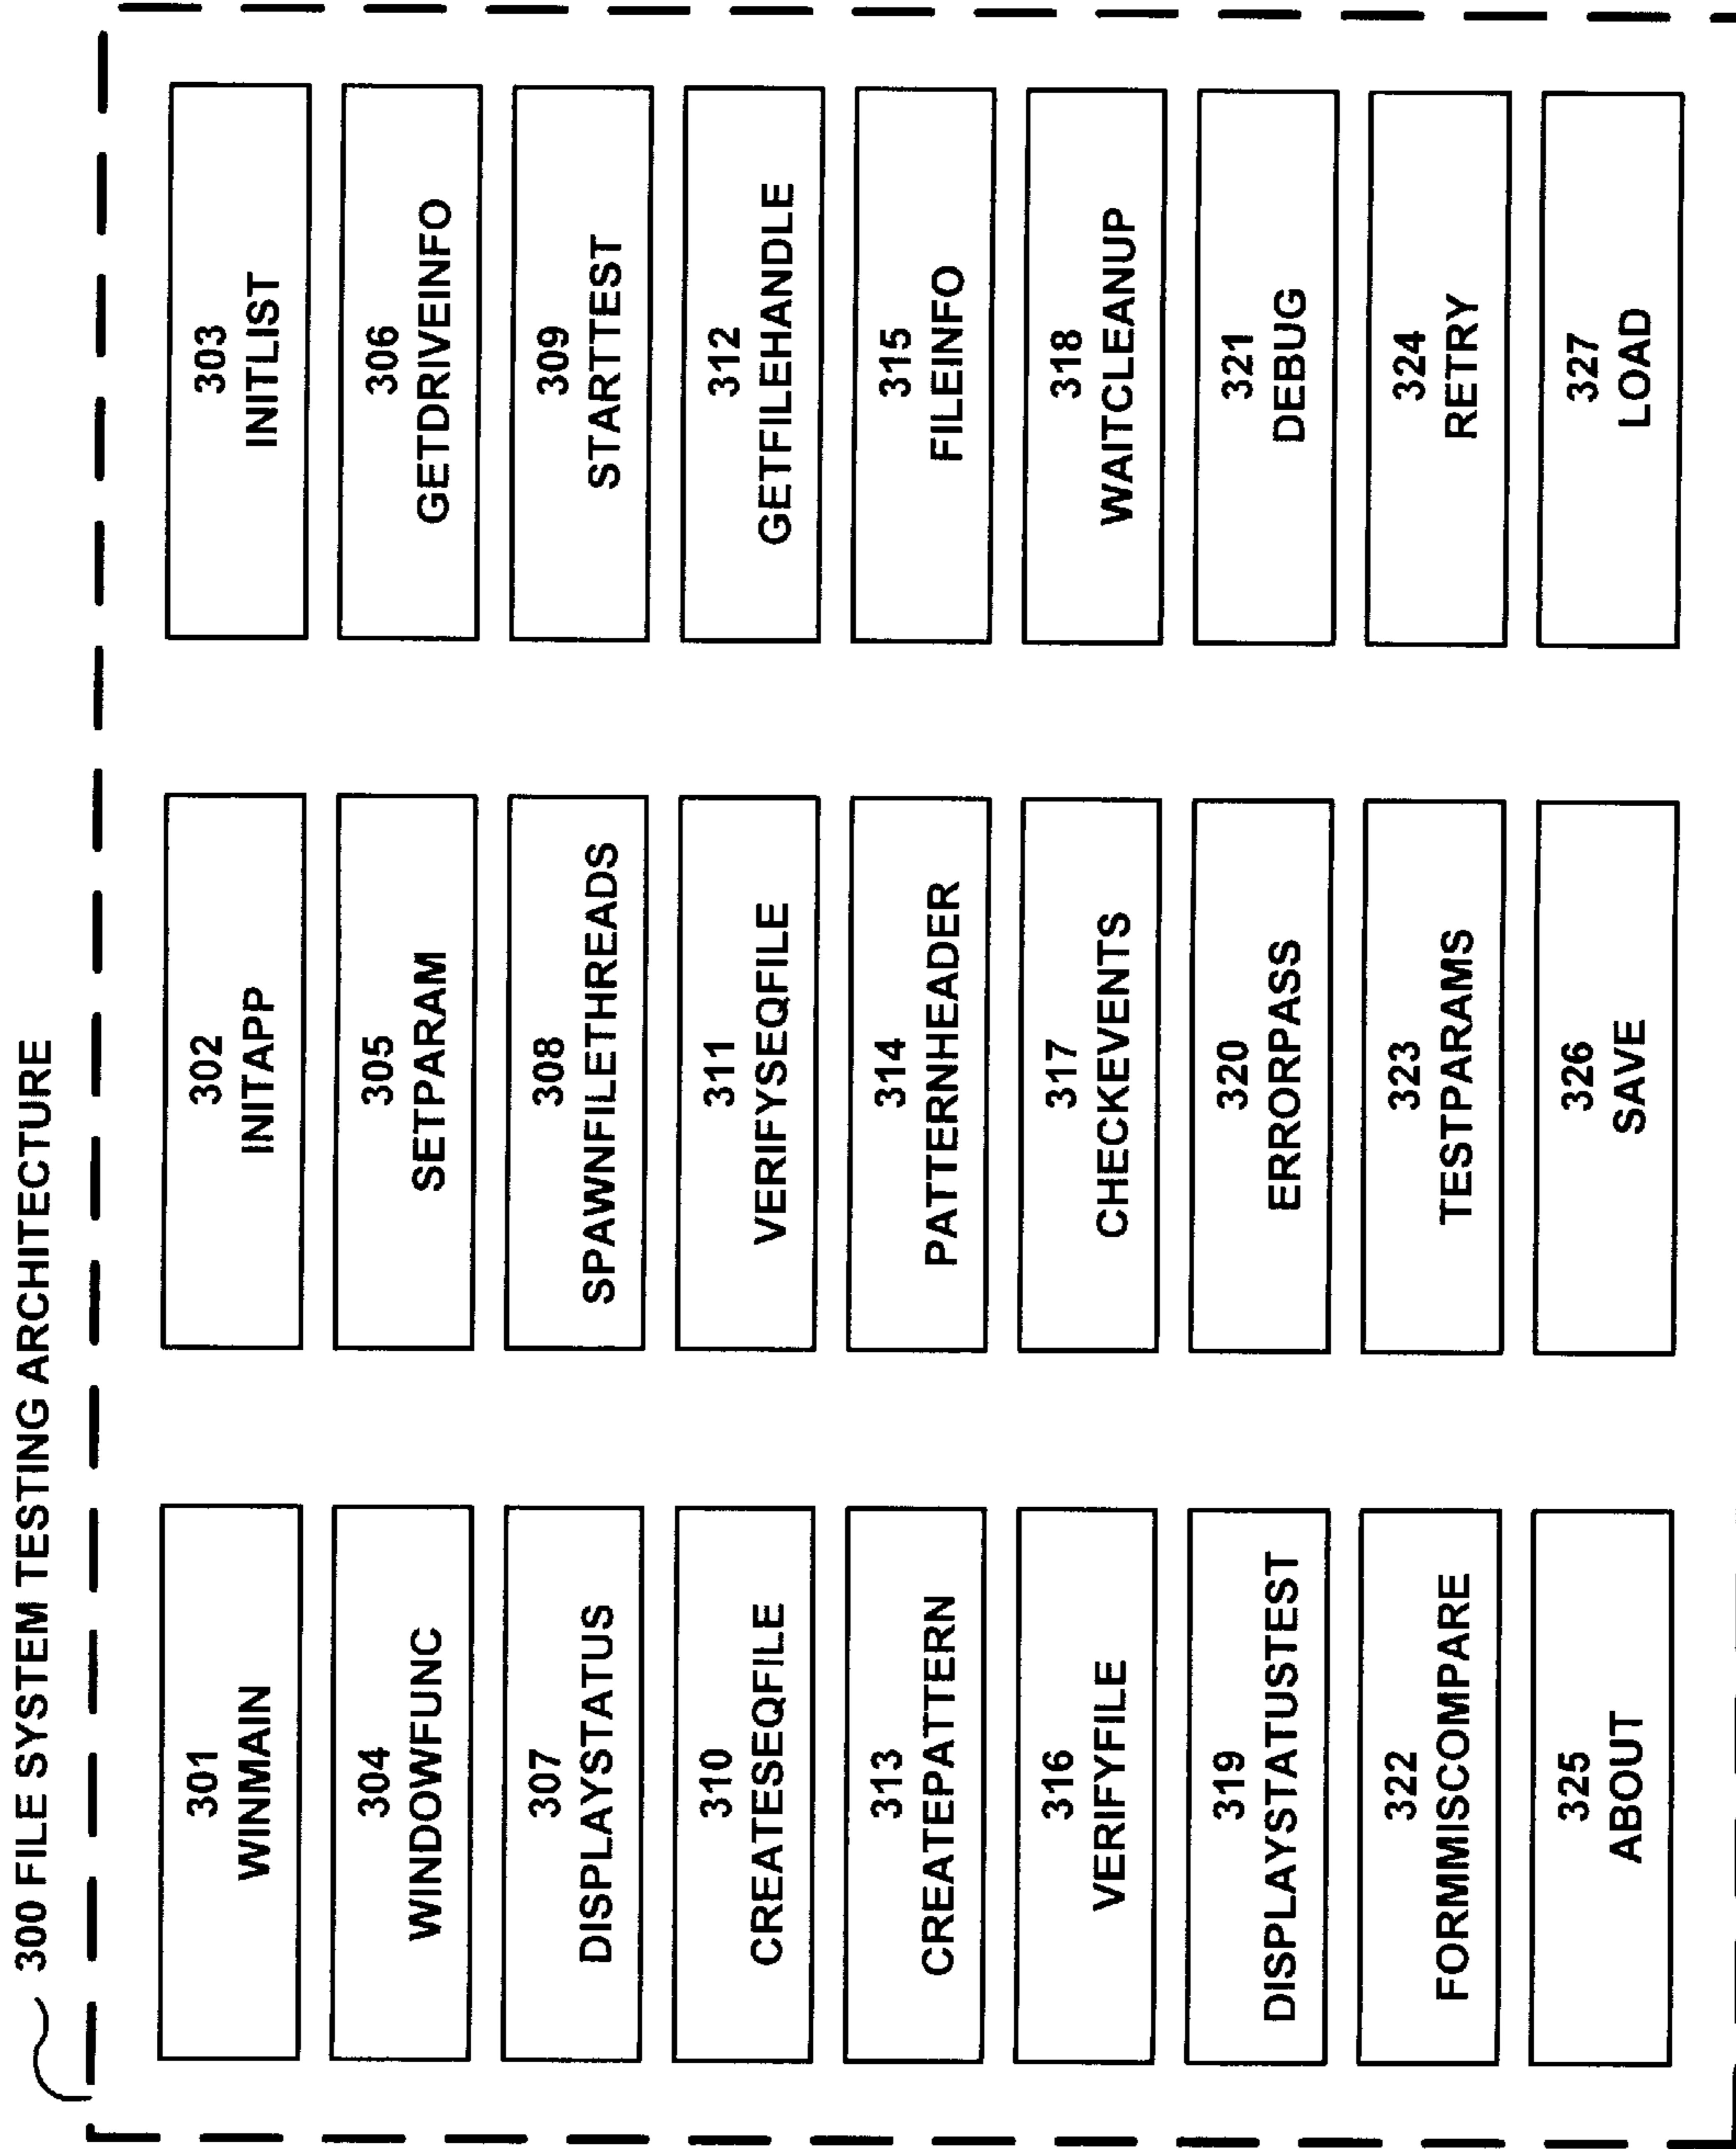 300 FILE SYSTEM TESTING ARCHITECTURE
301
WINMAIN
302
INITAPP
303
INITLIST
304
WINDOWFUNC
305
SETPARAM
306
GETDRIVEINFO
307
DISPLAYSTATUS
308
SPAWNFILETHREADS
309
STARTTEST
310
CREATESEQFILE
311
VERIFYSEQFILE
312
GETFILEHANDLE
313
CREATEPATTERN
314
PATTERNHEADER
315
FILEINFO
316
VERIFYFILE
317
CHECKEVENTS
318
WAITCLEANUP
319
DISPLAYSTATUSTEST
320
ERRORPASS
321
DEBUG
322
FORMMISCOMPARE
323
TESTPARAMS
324
RETRY
325
ABOUT
326
SAVE
327
LOAD